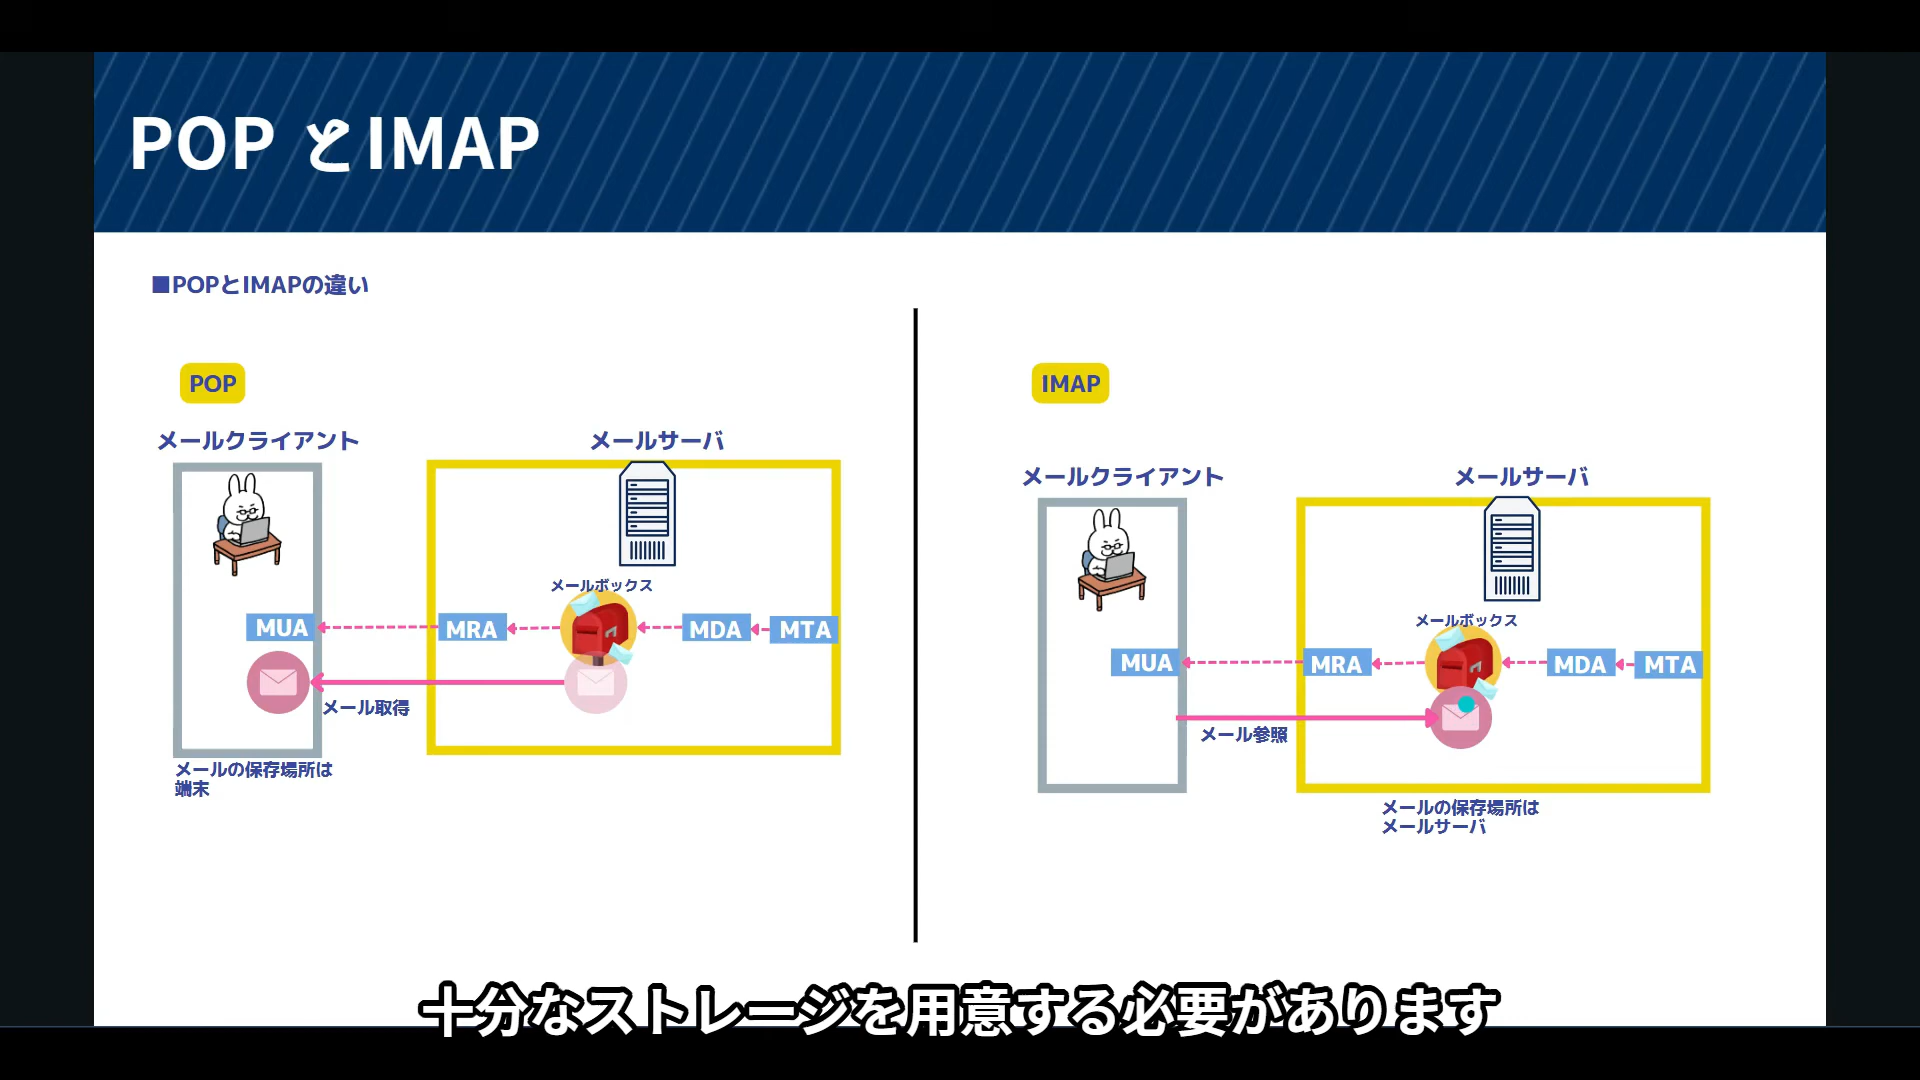 POP とIMAP
■POPとIMAPの違い
POP
メールクライアント
メールサーバ
メールボックス
MUA
MRA
MDA
MTA
メール取得
メールの保存場所は
端末
IMAP
メールクライアント
メールサーバ
メールボックス
MUA
MRA
MDA
MTA
メール参照
メールの保存場所は
メールサーバ
十分なストレージを用意する必要があります